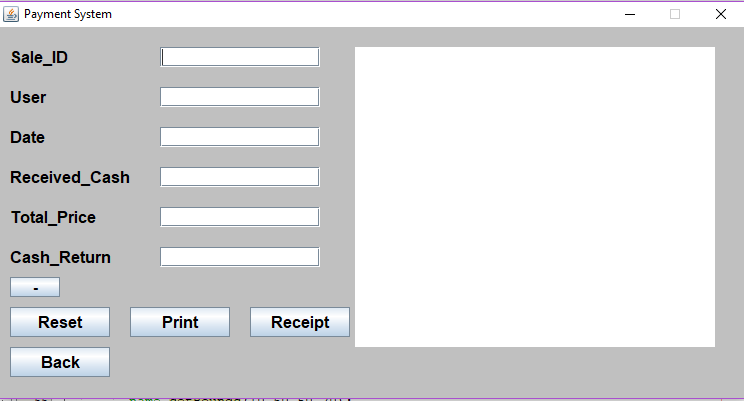 Payment System
Sale_ID
User
Date
Received_Cash
Total_Price
Cash_Return
-
Reset Print Receipt
Back